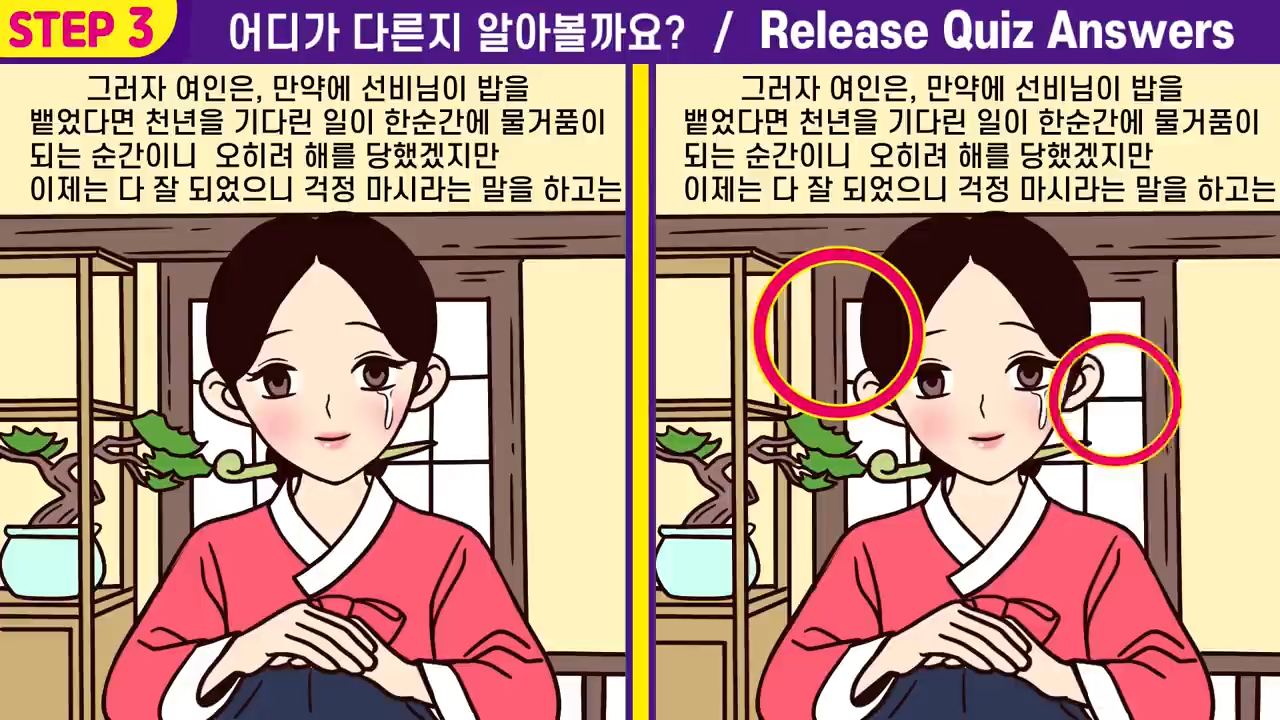 STEP 3
어디가 다른지 알아볼까요? / Release Quiz Answers
그러자 여인은, 만약에 선비님이 밥을
뱉었다면 천년을 기다린 일이 한순간에 물거품이
되는 순간이니 오히려 해를 당했겠지만
이제는 다 잘 되었으니 걱정 마시라는 말을 하고는
그러자 여인은, 만약에 선비님이 밥을
뱉었다면 천년을 기다린 일이 한순간에 물거품이
되는 순간이니 오히려 해를 당했겠지만
이제는 다 잘 되었으니 걱정 마시라는 말을 하고는